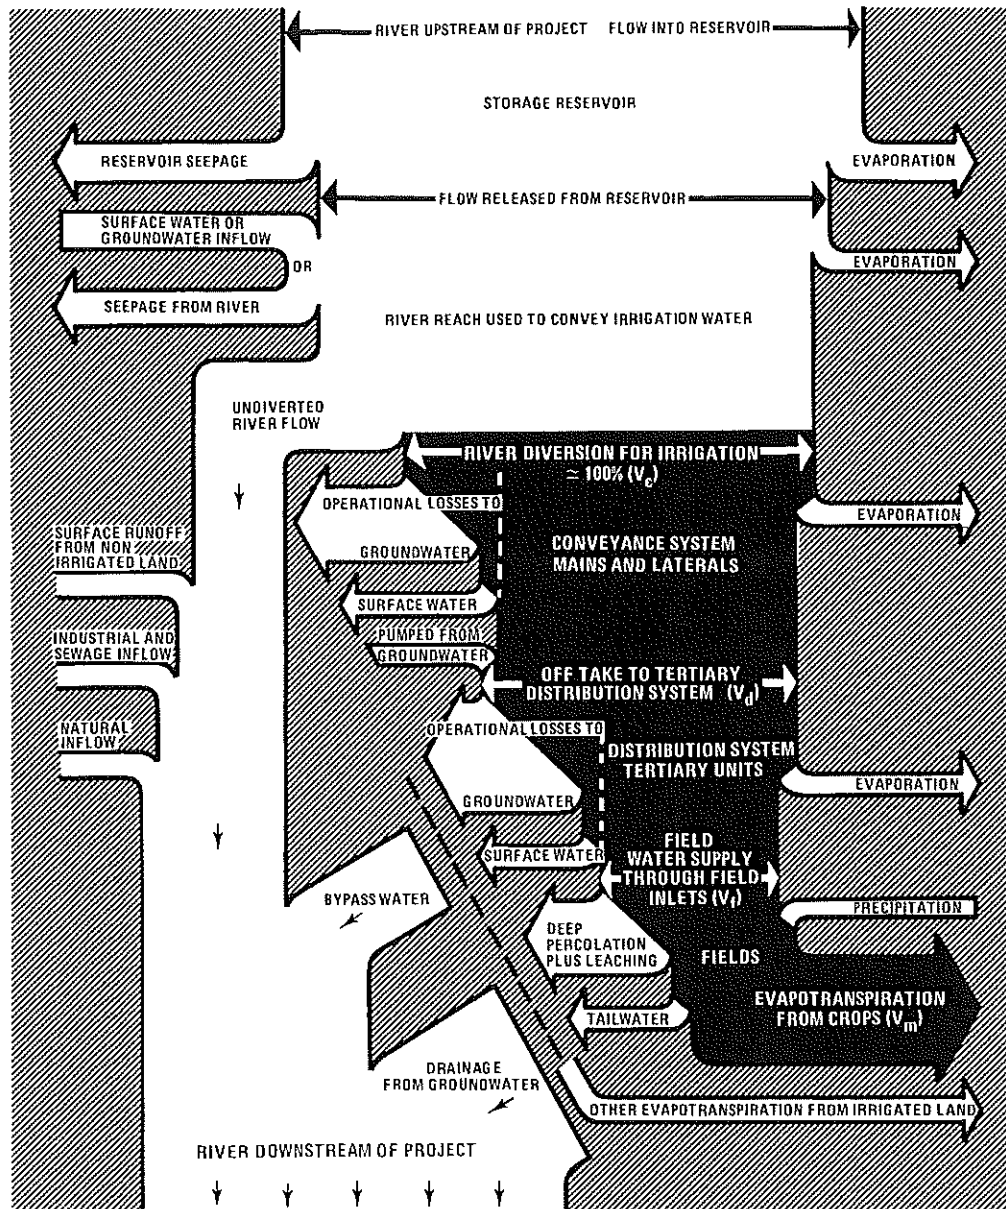 RIVER UPSTREAM OF PROJECT
FLOW INTO RESERVOIR
STORAGE RESERVOIR
RESERVOIR SEEPAGE
EVAPORATION
FLOW RELEASED FROM RESERVOIR
SURFACE WATER OR
GROUNDWATER INFLOW
OR
EVAPORATION
SEEPAGE FROM RIVER
RIVER REACH USED TO CONVEY IRRIGATION WATER
UNDIVERTED
RIVER FLOW
RIVER DIVERSION FOR IRRIGATION
≃ 100% (Vc)
OPERATIONAL LOSSES TO
GROUNDWATER
EVAPORATION
SURFACE RUNOFF
FROM NON
IRRIGATED LAND
CONVEYANCE SYSTEM
MAINS AND LATERALS
SURFACE WATER
PUMPED FROM
GROUNDWATER
INDUSTRIAL AND
SEWAGE INFLOW
OFF TAKE TO TERTIARY
DISTRIBUTION SYSTEM (Vd)
NATURAL
INFLOW
OPERATIONAL LOSSES TO
GROUNDWATER
DISTRIBUTION SYSTEM
TERTIARY UNITS
EVAPORATION
SURFACE WATER
FIELD
WATER SUPPLY
THROUGH FIELD
INLETS (Vf)
BYPASS WATER
PRECIPITATION
DEEP
PERCOLATION
PLUS LEACHING
FIELDS
TAILWATER
EVAPOTRANSPIRATION
FROM CROPS (Vm)
DRAINAGE
FROM GROUNDWATER
OTHER EVAPOTRANSPIRATION FROM IRRIGATED LAND
RIVER DOWNSTREAM OF PROJECT